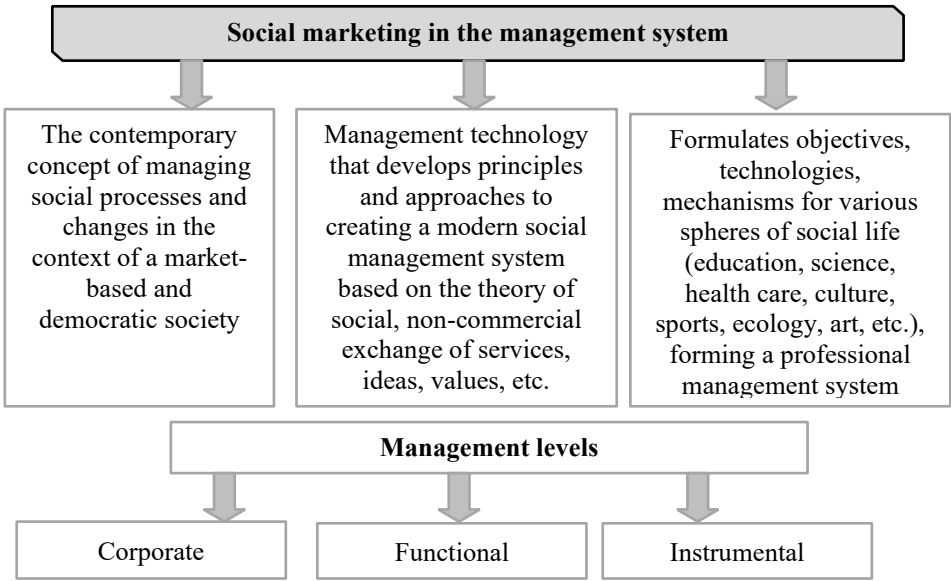 Social marketing in the management system
The contemporary
concept of managing
social processes and
changes in the
context of a market-
based and
democratic society
Management technology
that develops principles
and approaches to
creating a modern social
management system
based on the theory of
social, non-commercial
exchange of services,
ideas, values, etc.
Formulates objectives,
technologies,
mechanisms for various
spheres of social life
(education, science,
health care, culture,
sports, ecology, art, etc.),
forming a professional
management system
Management levels
Corporate
Functional
Instrumental